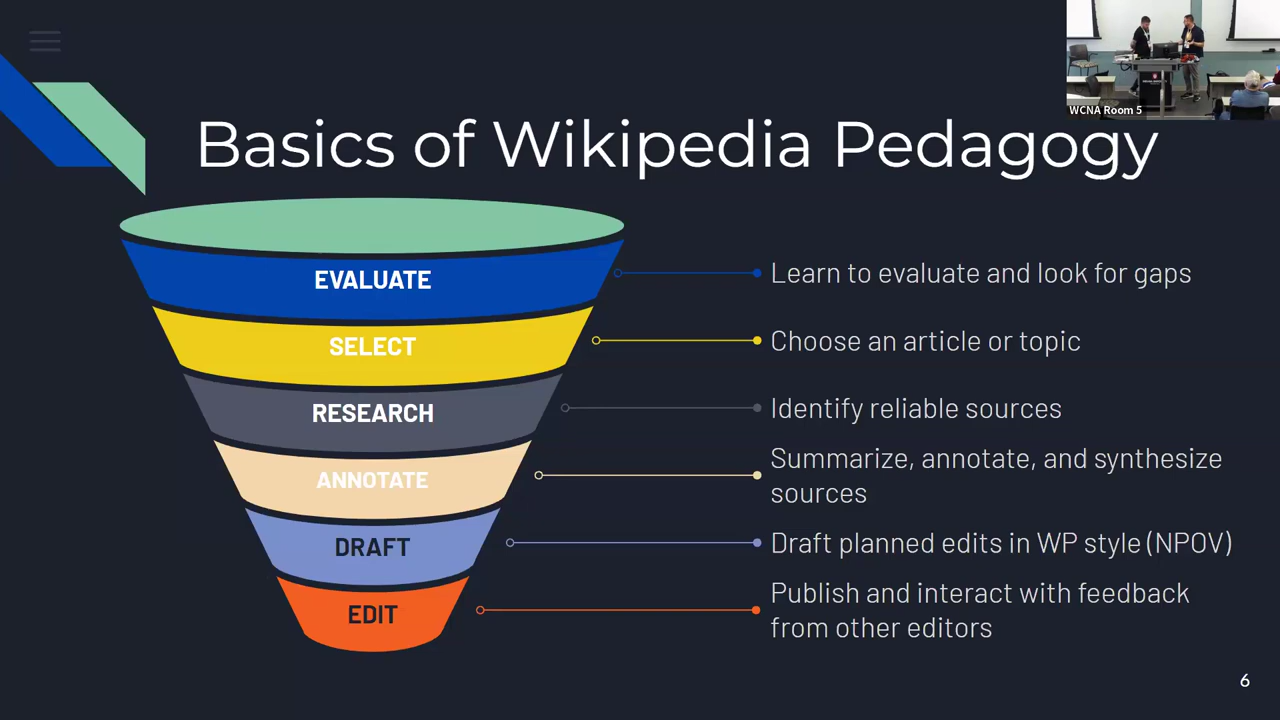 WCNA Room 5
Basics of Wikipedia Pedagogy
EVALUATE
Learn to evaluate and look for gaps
SELECT
Choose an article or topic
RESEARCH
Identify reliable sources
ANNOTATE
Summarize, annotate, and synthesize
sources
DRAFT
Draft planned edits in WP style (NPOV)
EDIT
Publish and interact with feedback
from other editors
6